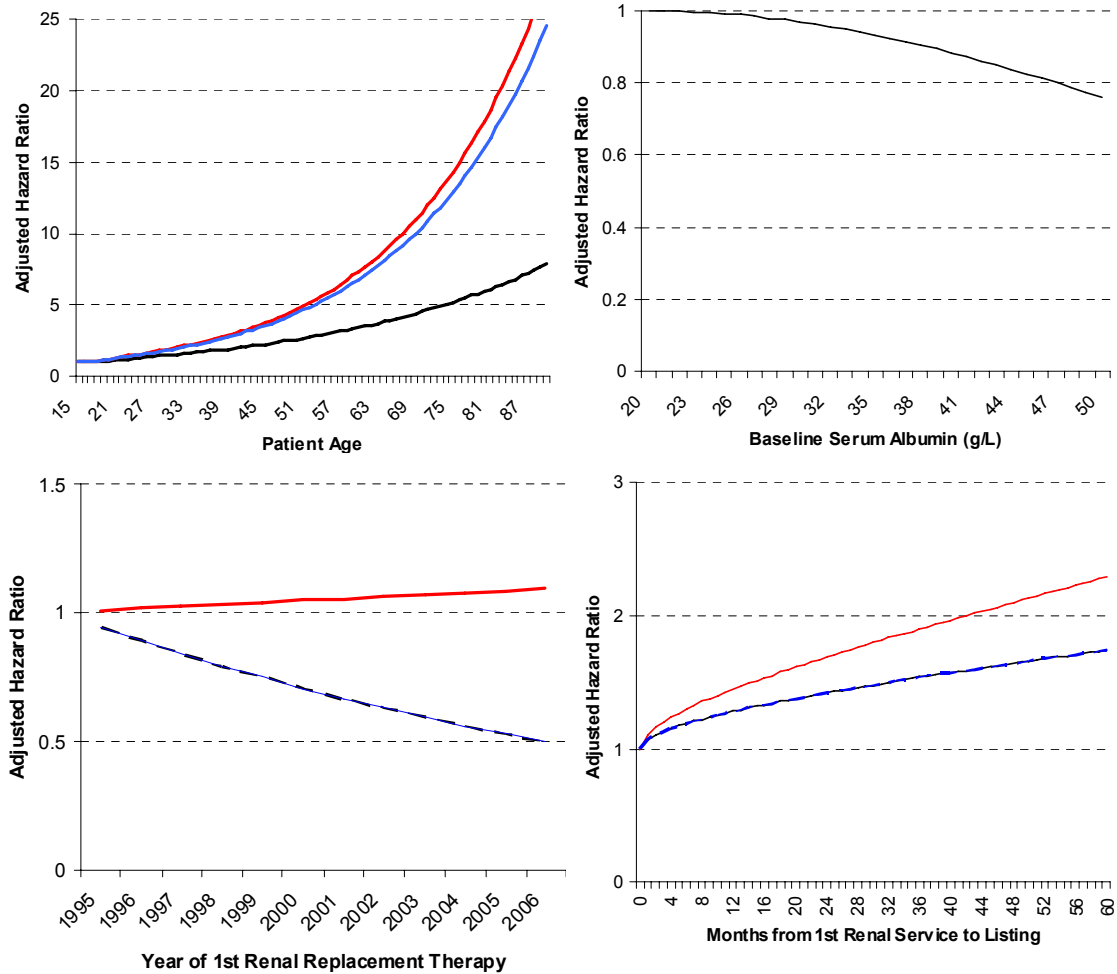 25
20
15
10
5
0
Adjusted Hazard Ratio
15 21 27 33 39 45 51 57 63 69 75 81 87
Patient Age
1
0.8
0.6
0.4
0.2
0
Adjusted Hazard Ratio
20 23 26 29 32 35 38 41 44 47 50
Baseline Serum Albumin (g/L)
1.5
1
0.5
0
Adjusted Hazard Ratio
1995 1996 1997 1998 1999 2000 2001 2002 2003 2004 2005 2006
Year of 1st Renal Replacement Therapy
3
2
1
0
Adjusted Hazard Ratio
0 4 8 12 16 20 24 28 32 36 40 44 48 52 56 60
Months from 1st Renal Service to Listing